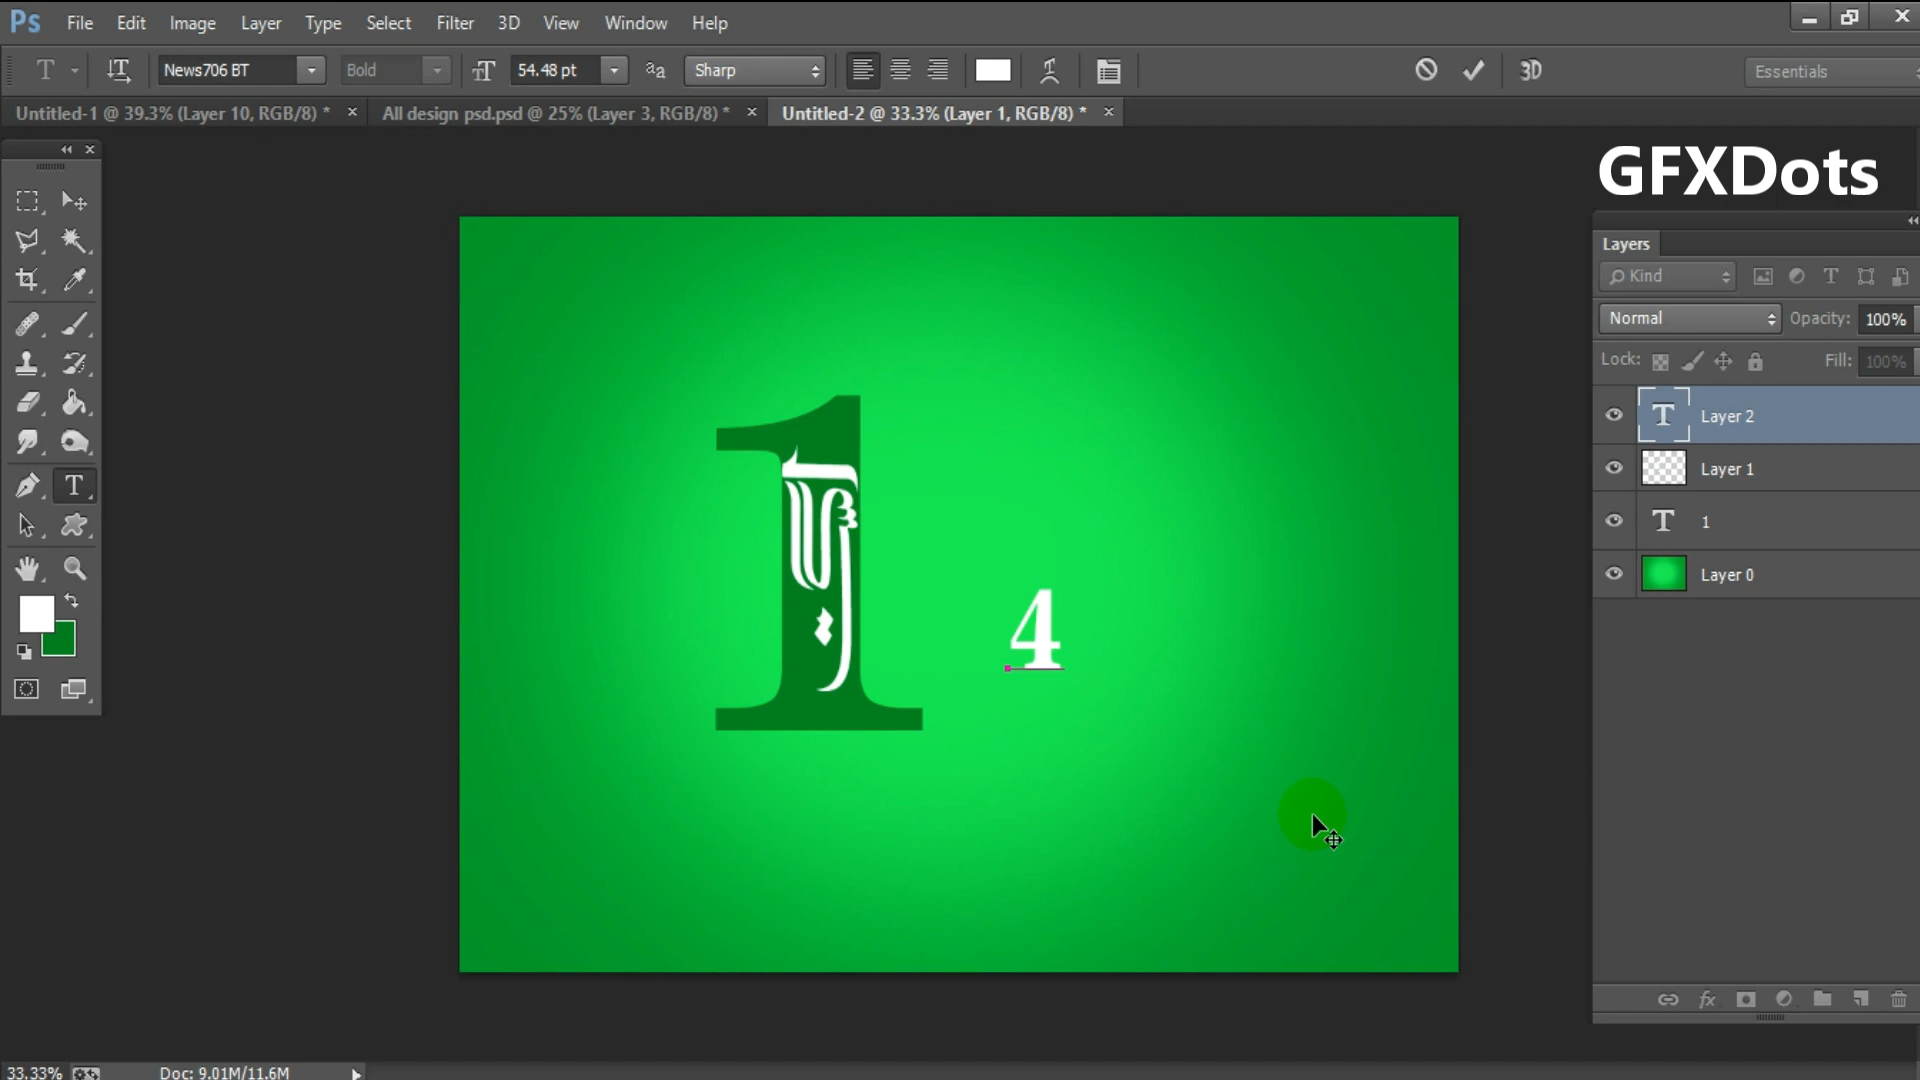 Ps File Edit Image Layer Type Select Filter 3D View Window Help
T News706 BT Bold 54.48 pt aa Sharp 3D Essentials
Untitled-1 @ 39.3% (Layer 10, RGB/8) * × All design psd.psd @ 25% (Layer 3, RGB/8) * × Untitled-2 @ 33.3% (Layer 1, RGB/8) * ×
GFXDots
Layers
Kind
Normal Opacity: 100%
Lock: Fill: 100%
T Layer 2
Layer 1
T 1
Layer 0
1
4
fx
33.33% Doc: 9.01M/11.6M